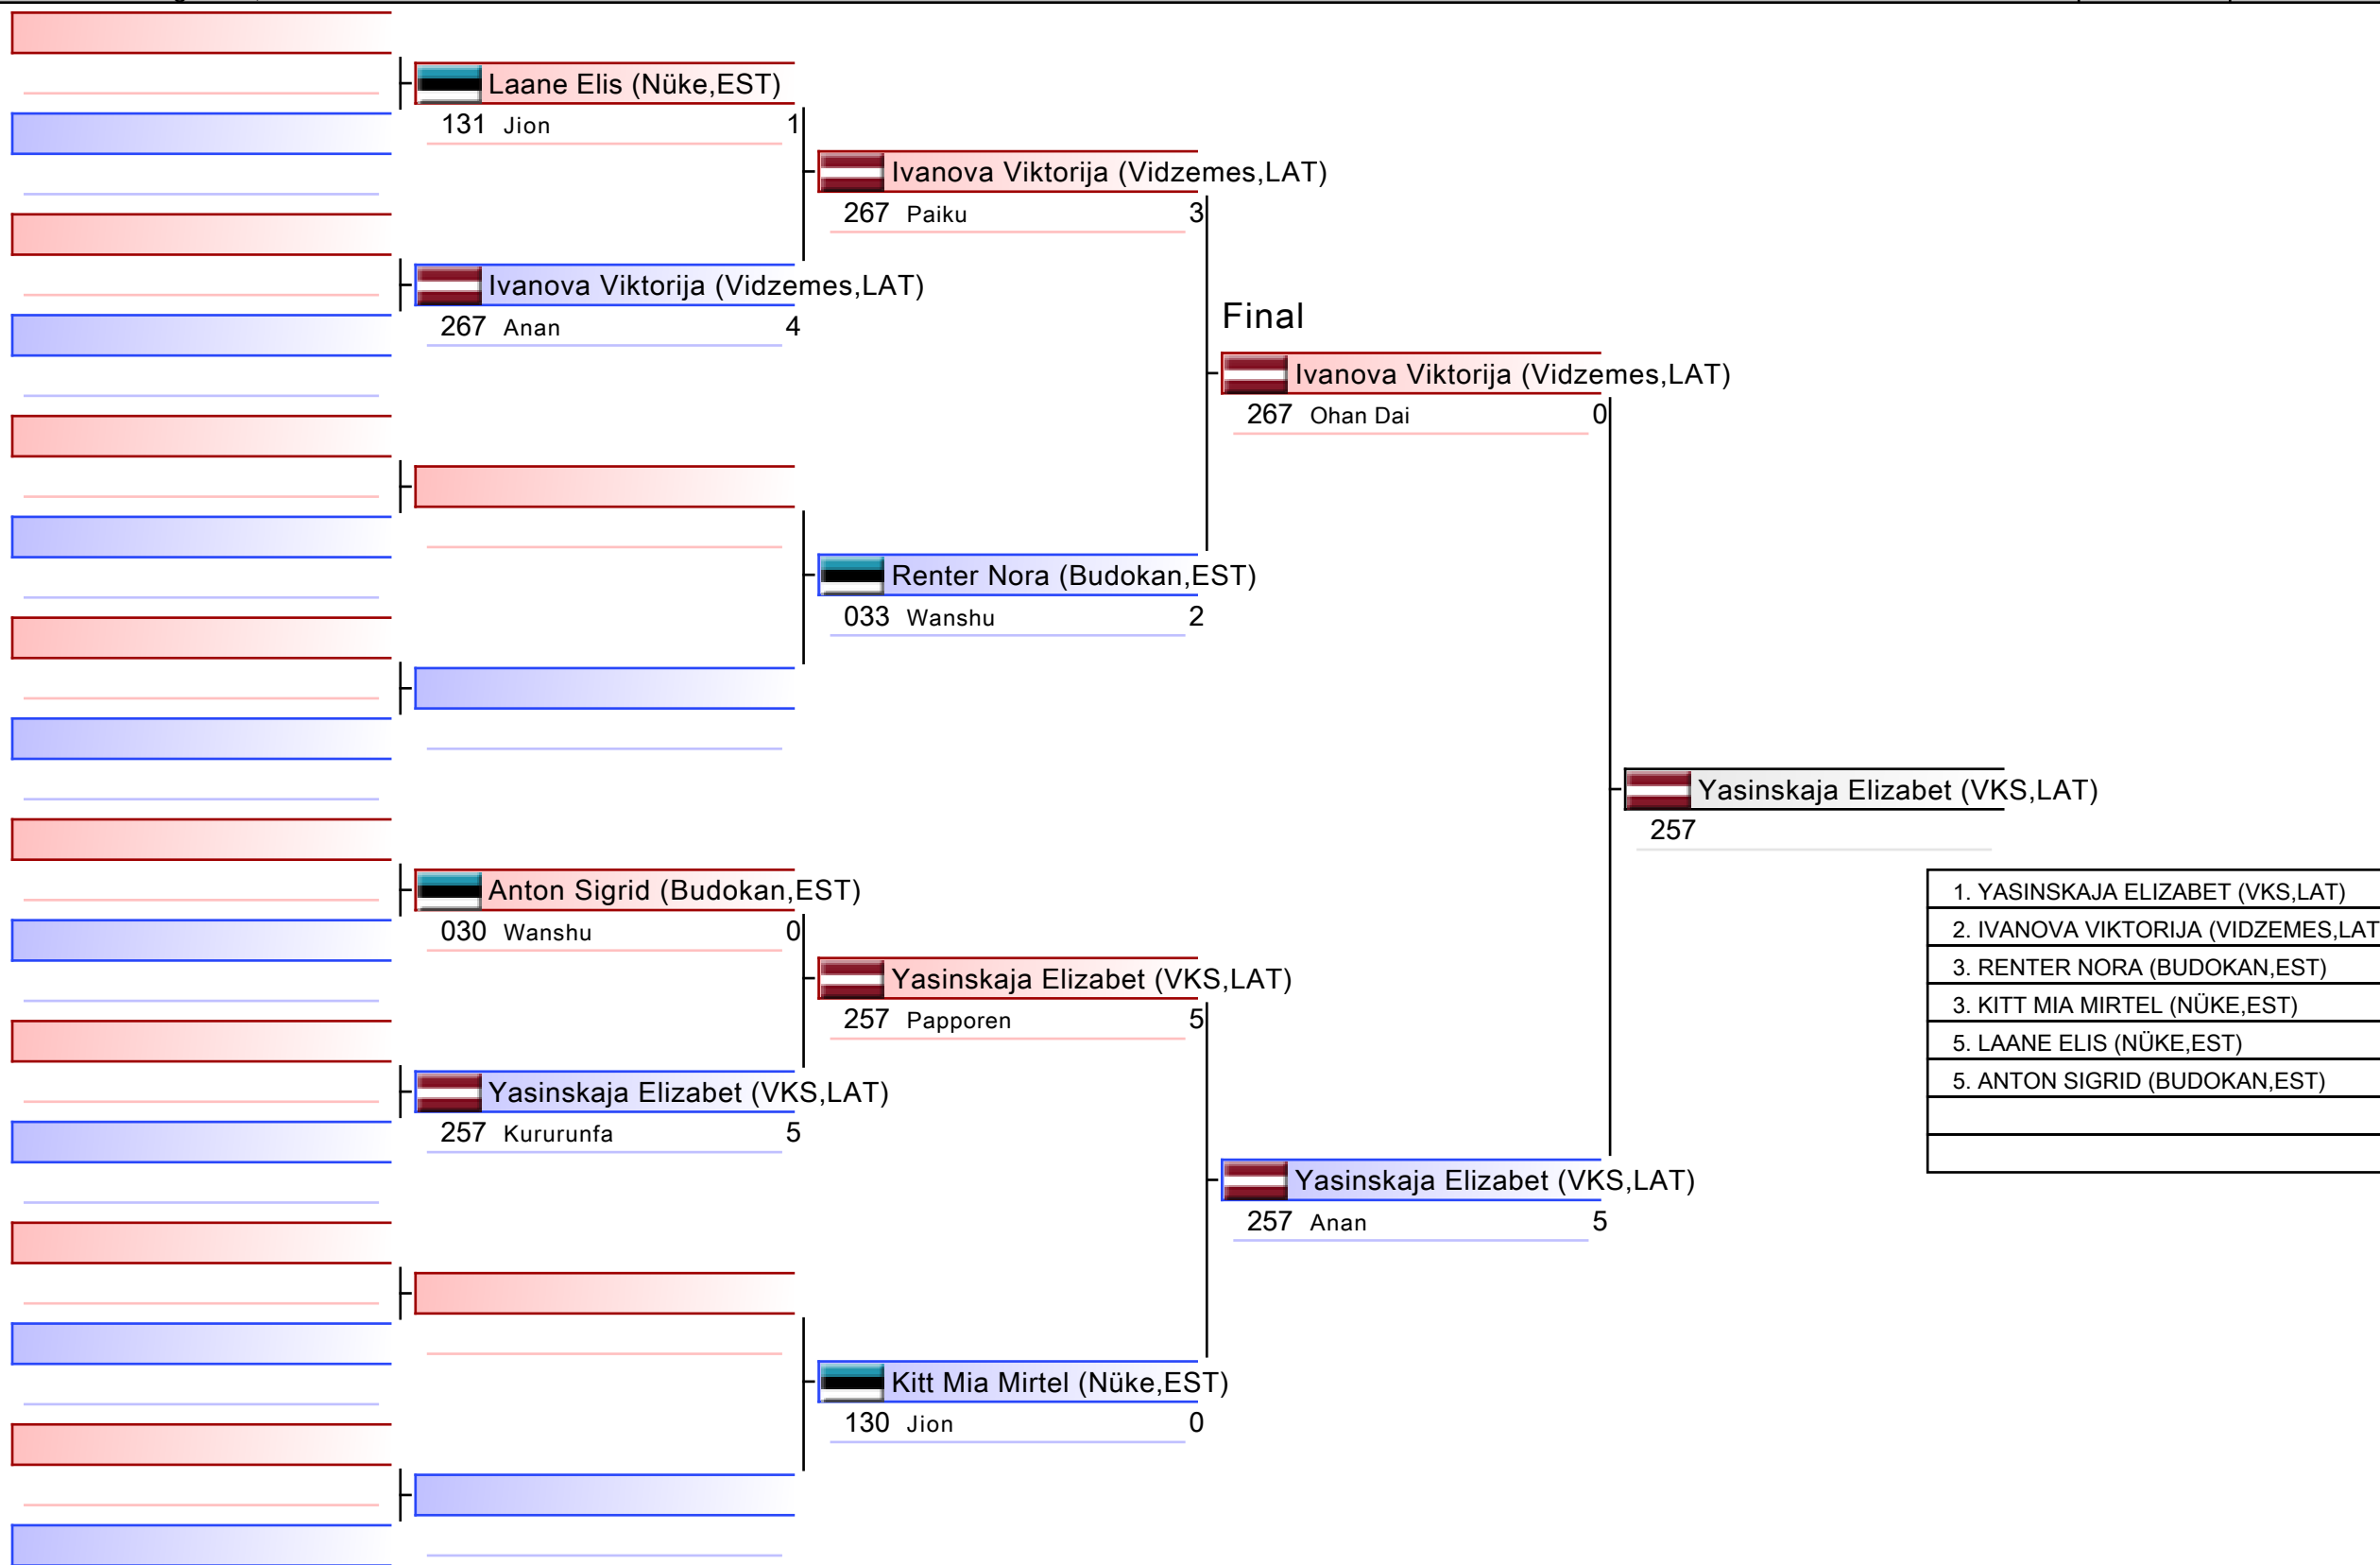 Laane Elis (Nüke,EST)
131 Jion 1
Ivanova Viktorija (Vidzemes,LAT)
267 Paiku 3
Ivanova Viktorija (Vidzemes,LAT)
267 Anan 4
Final
Ivanova Viktorija (Vidzemes,LAT)
267 Ohan Dai 0
Renter Nora (Budokan,EST)
033 Wanshu 2
Yasinskaja Elizabet (VKS,LAT)
257
Anton Sigrid (Budokan,EST)
030 Wanshu 0
Yasinskaja Elizabet (VKS,LAT)
257 Papporen 5
Yasinskaja Elizabet (VKS,LAT)
257 Kururunfa 5
Yasinskaja Elizabet (VKS,LAT)
257 Anan 5
Kitt Mia Mirtel (Nüke,EST)
130 Jion 0
1. YASINSKAJA ELIZABET (VKS,LAT)
2. IVANOVA VIKTORIJA (VIDZEMES,LAT
3. RENTER NORA (BUDOKAN,EST)
3. KITT MIA MIRTEL (NÜKE,EST)
5. LAANE ELIS (NÜKE,EST)
5. ANTON SIGRID (BUDOKAN,EST)